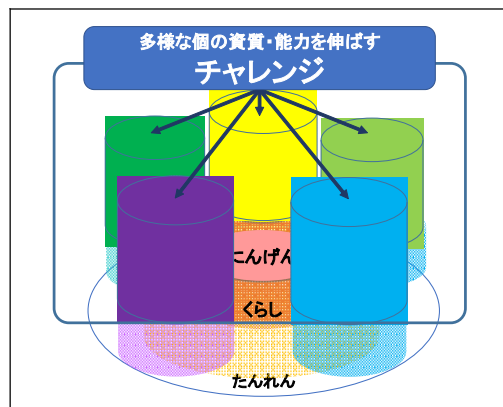 多様な個の資質・能力を伸ばす
チャレンジ
にんげん
くらし
たんれん